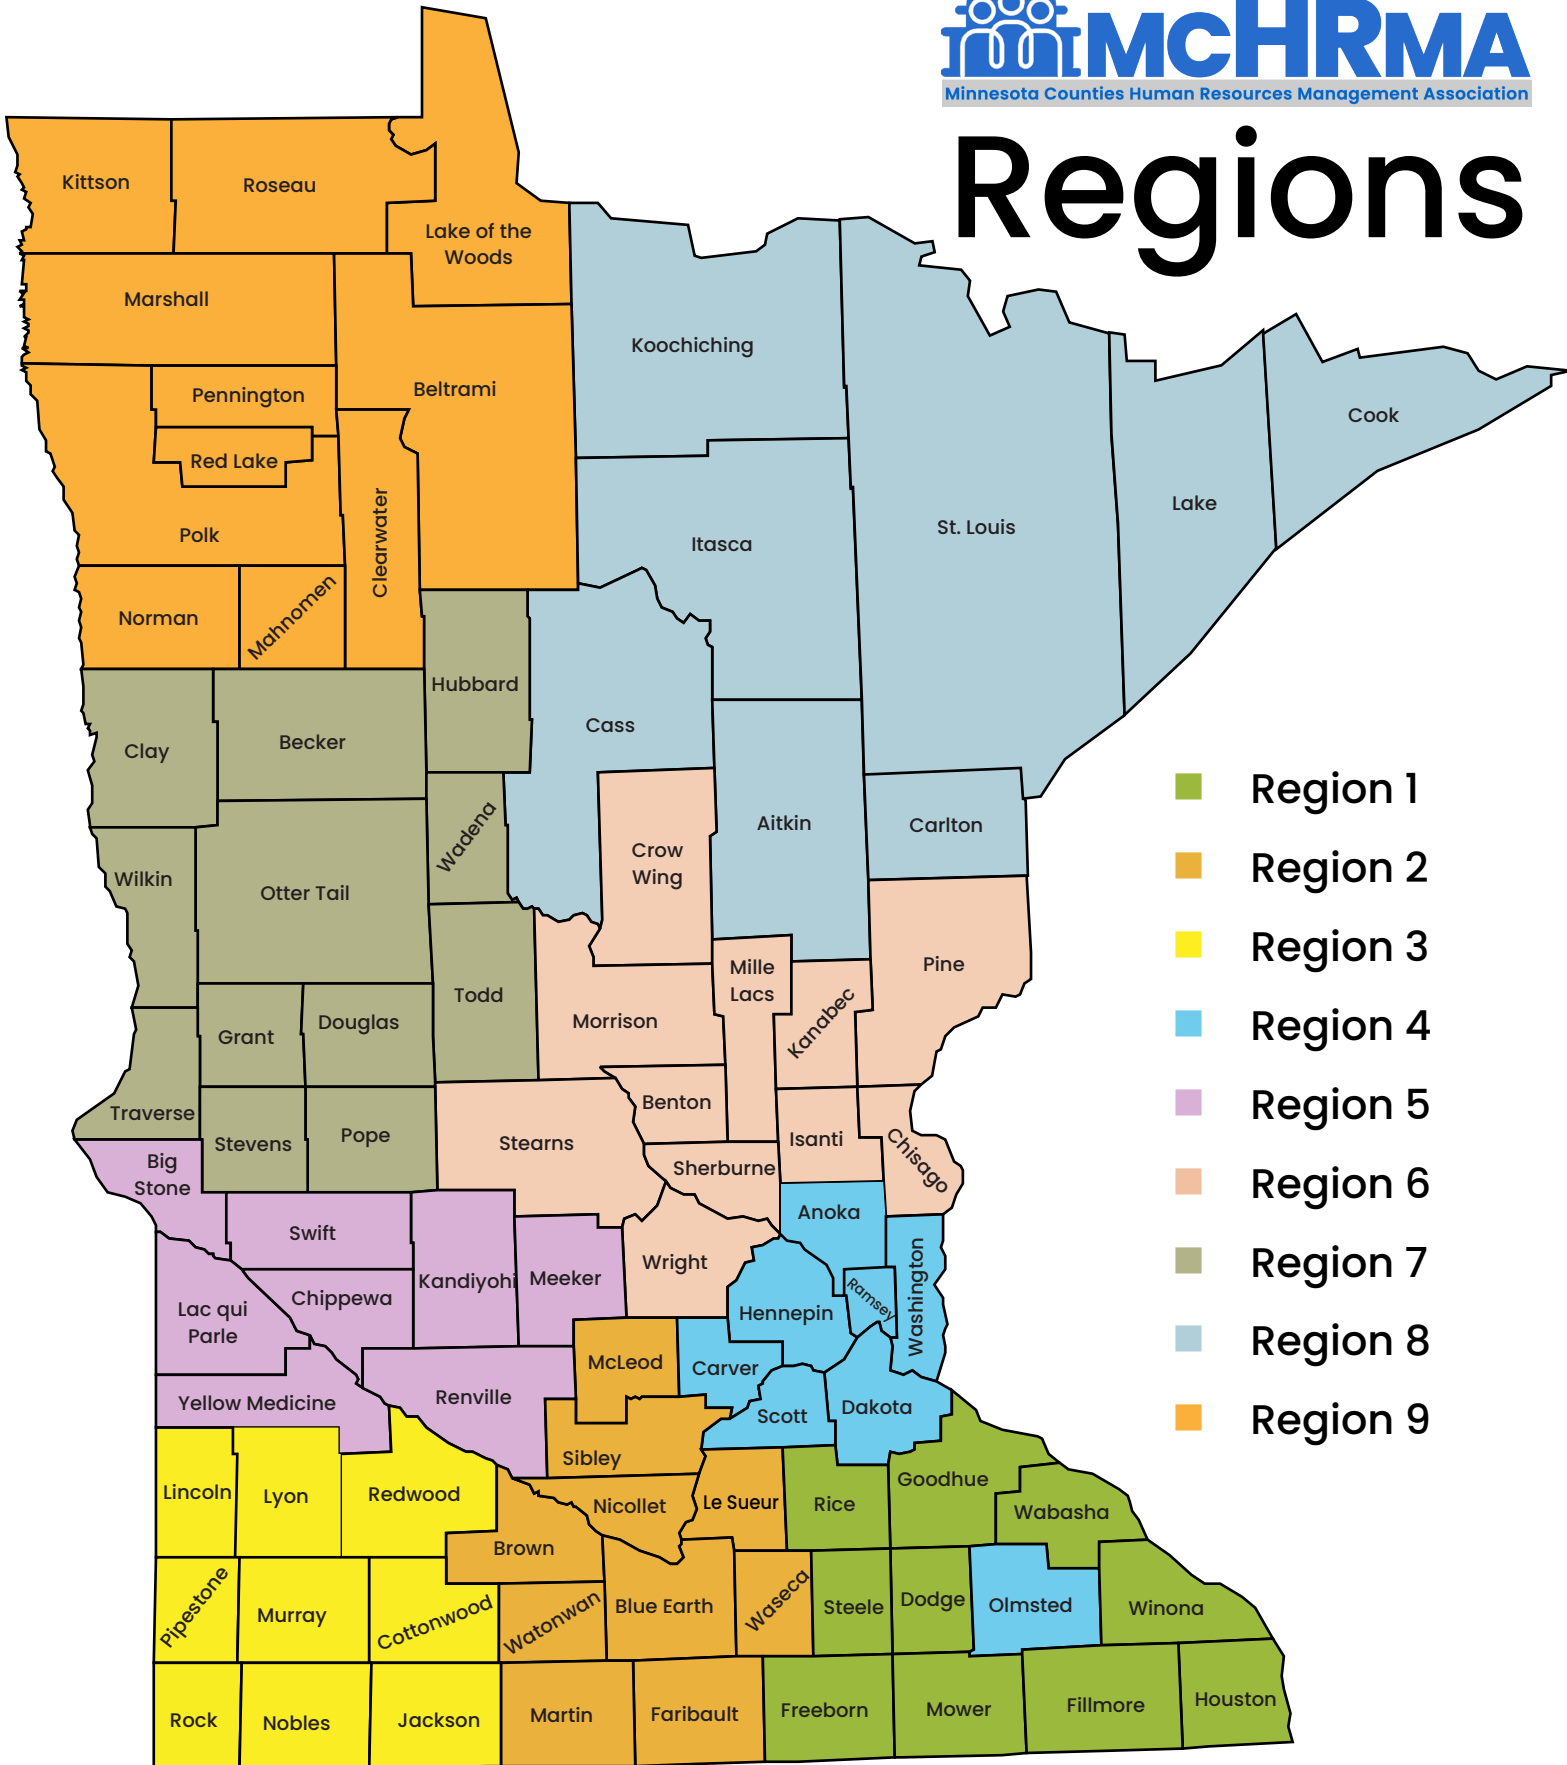 MCHRMA
Minnesota Counties Human Resources Management Association
Regions
Kittson
Roseau
Lake of the
Woods
Marshall
Koochiching
Beltrami
Pennington
Cook
Red Lake
Lake
St. Louis
Polk
Clearwater
Itasca
Norman
Mahnomen
Hubbard
Cass
Becker
Clay
Region 1
Aitkin
Carlton
Wadena
Crow
Wing
Region 2
Wilkin
Otter Tail
Region 3
Pine
Mille
Lacs
Todd
Morrison
Kanabec
Douglas
Grant
Region 4
Traverse
Benton
Region 5
Stevens
Pope
Stearns
Isanti
Chisago
Big
Stone
Sherburne
Region 6
Anoka
Swift
Wright
Region 7
Kandiyohi
Meeker
Washington
Chippewa
Ramsey
Lac qui
Parle
Hennepin
Region 8
McLeod
Carver
Renville
Yellow Medicine
Dakota
Scott
Region 9
Sibley
Goodhue
Lincoln
Lyon
Redwood
Nicollet
Le Sueur
Rice
Wabasha
Brown
Pipestone
Murray
Cottonwood
Watonwan
Blue Earth
Waseca
Steele
Dodge
Olmsted
Winona
Rock
Nobles
Jackson
Martin
Faribault
Freeborn
Mower
Fillmore
Houston